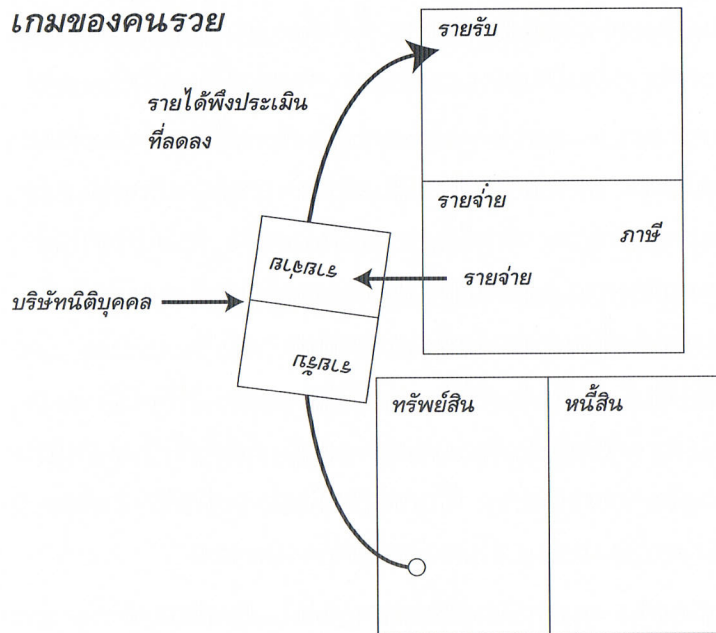 เกมของคนรวย
รายรับ
รายได้พึงประเมิน
ที่ลดลง
รายจ่าย
ภาษี
รายจ่าย
รายจ่าย
บริษัทนิติบุคคล
รายรับ
ทรัพย์สิน
หนี้สิน